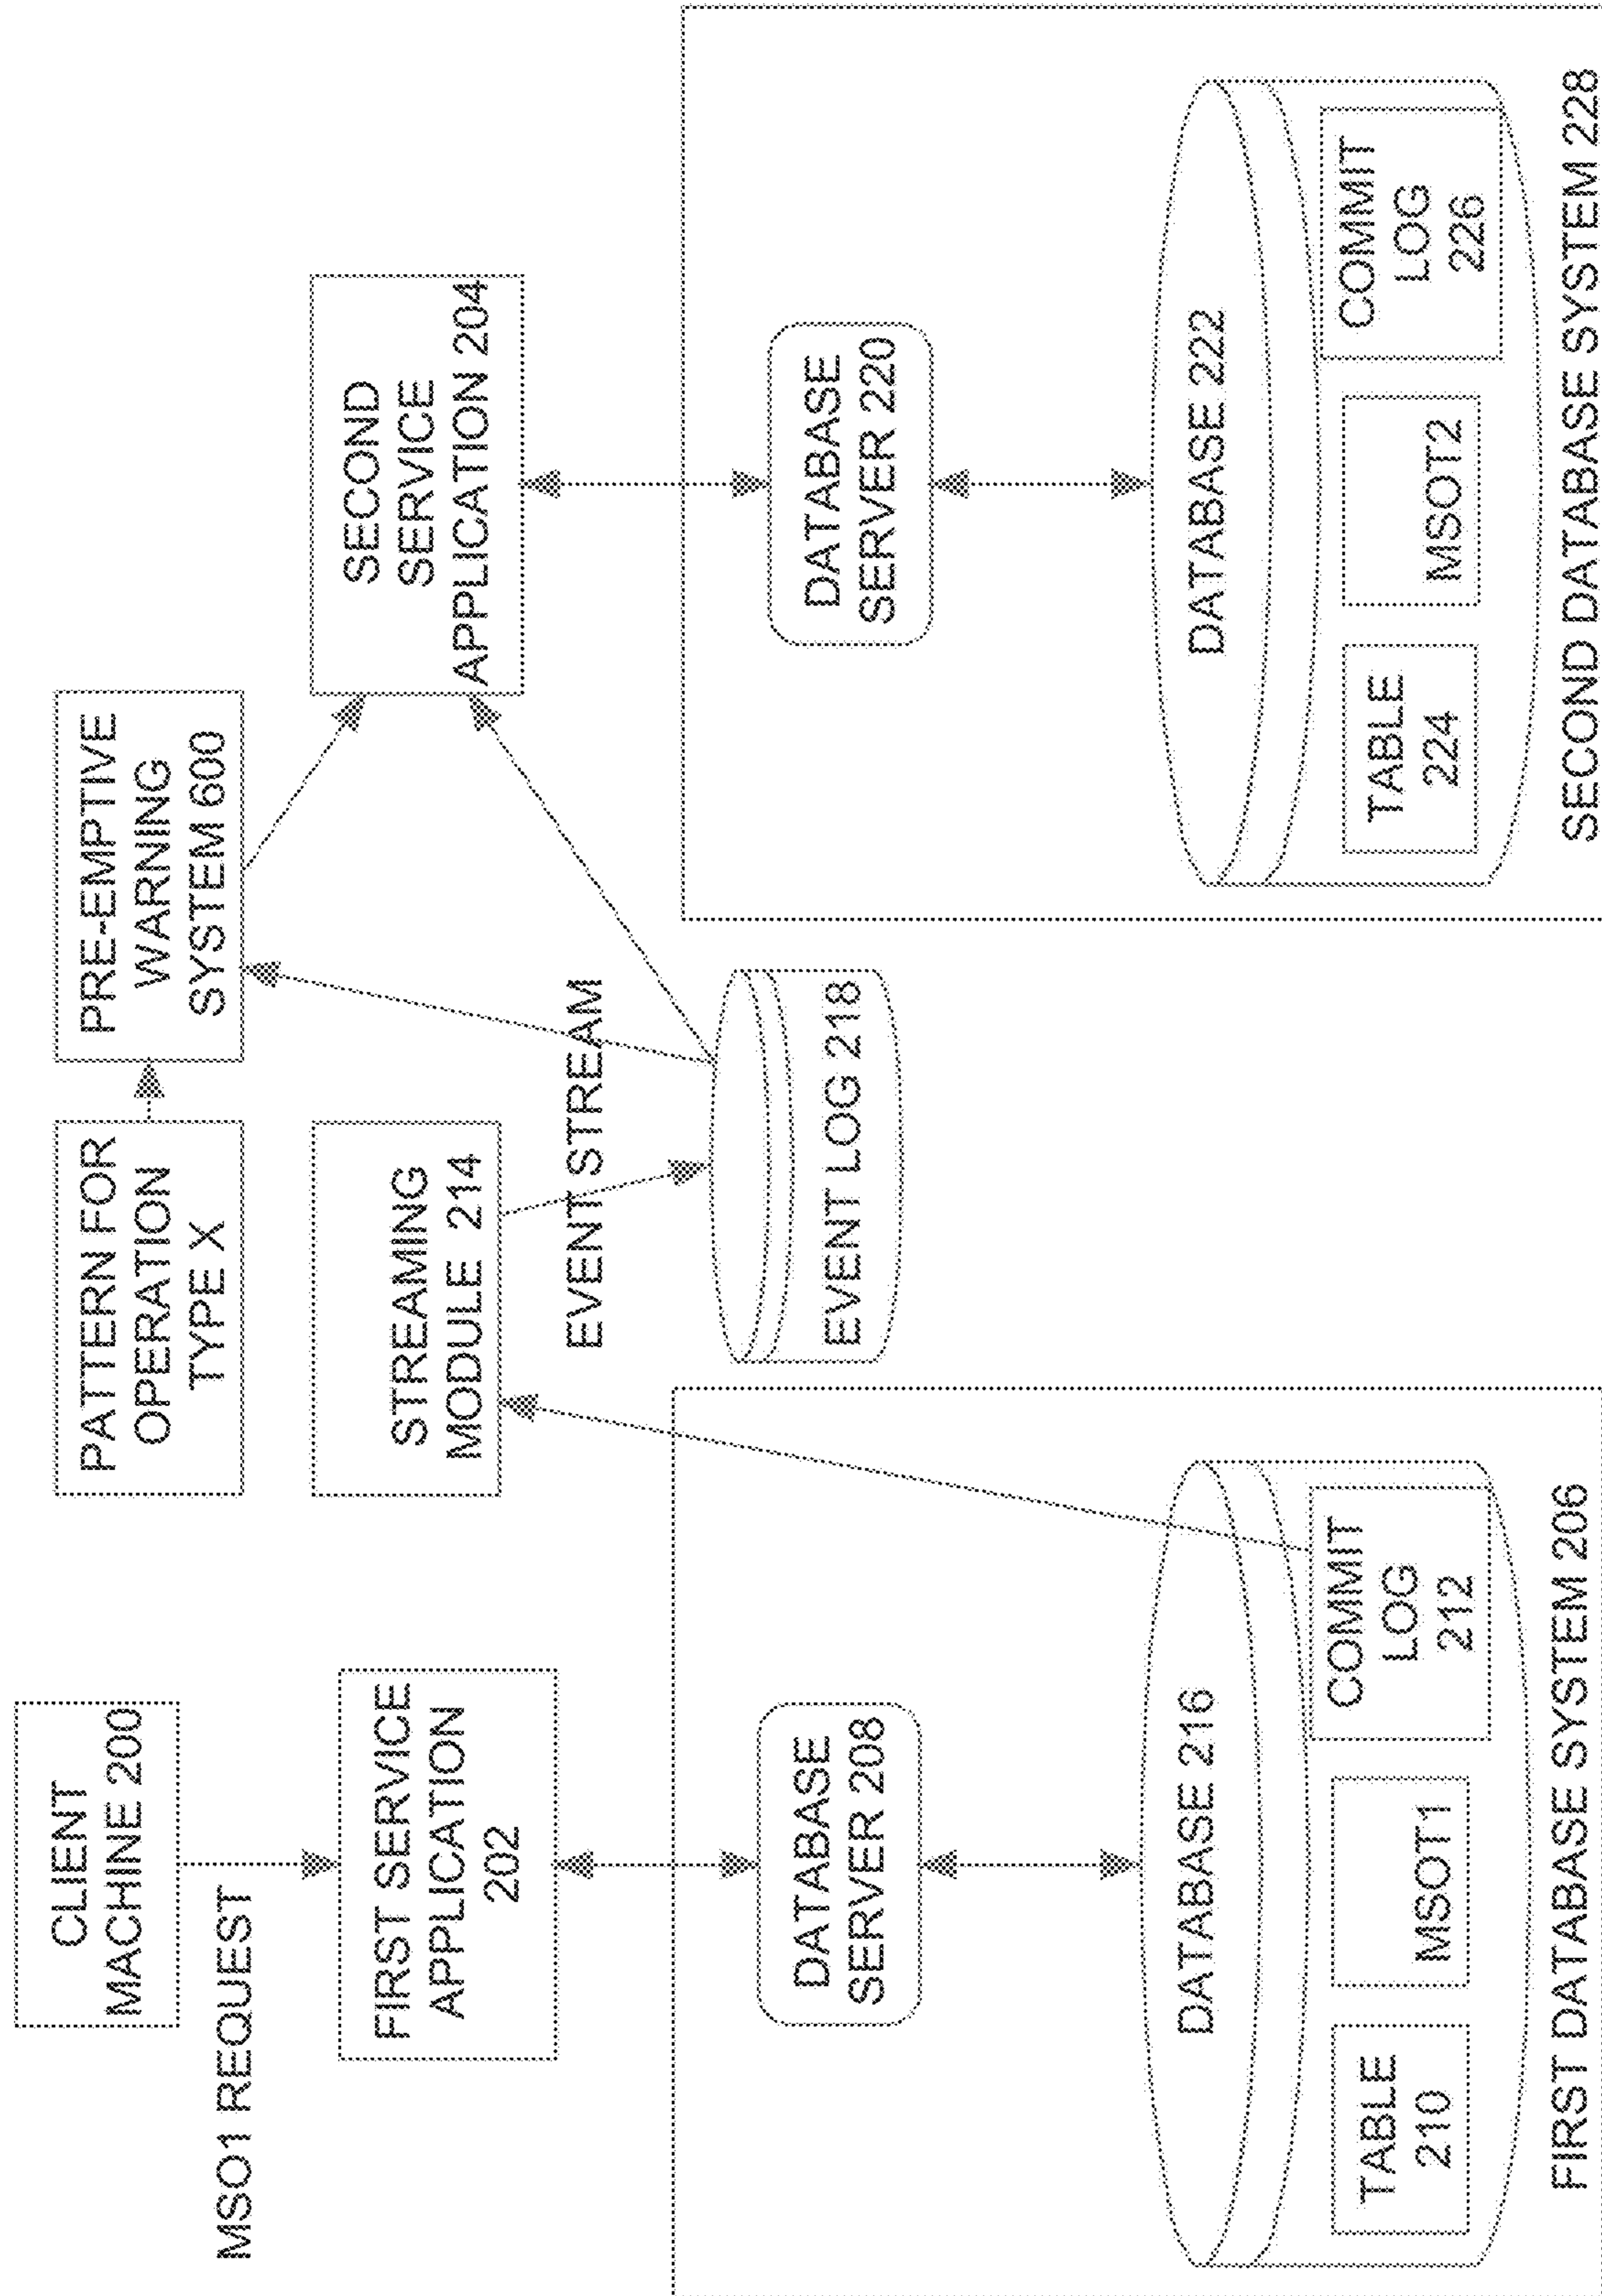 CLIENT
MACHINE 200
MSO1 REQUEST
FIRST SERVICE
APPLICATION
202
DATABASE
SERVER 208
DATABASE 216
TABLE
210
MSOT1
COMMIT
LOG
212
FIRST DATABASE SYSTEM 206
PATTERN FOR
OPERATION
TYPE X
PRE-EMPTIVE
WARNING
SYSTEM 600
STREAMING
MODULE 214
EVENT STREAM
EVENT LOG 218
SECOND
SERVICE
APPLICATION 204
DATABASE
SERVER 220
DATABASE 222
TABLE
224
MSOT2
COMMIT
LOG
226
SECOND DATABASE SYSTEM 228